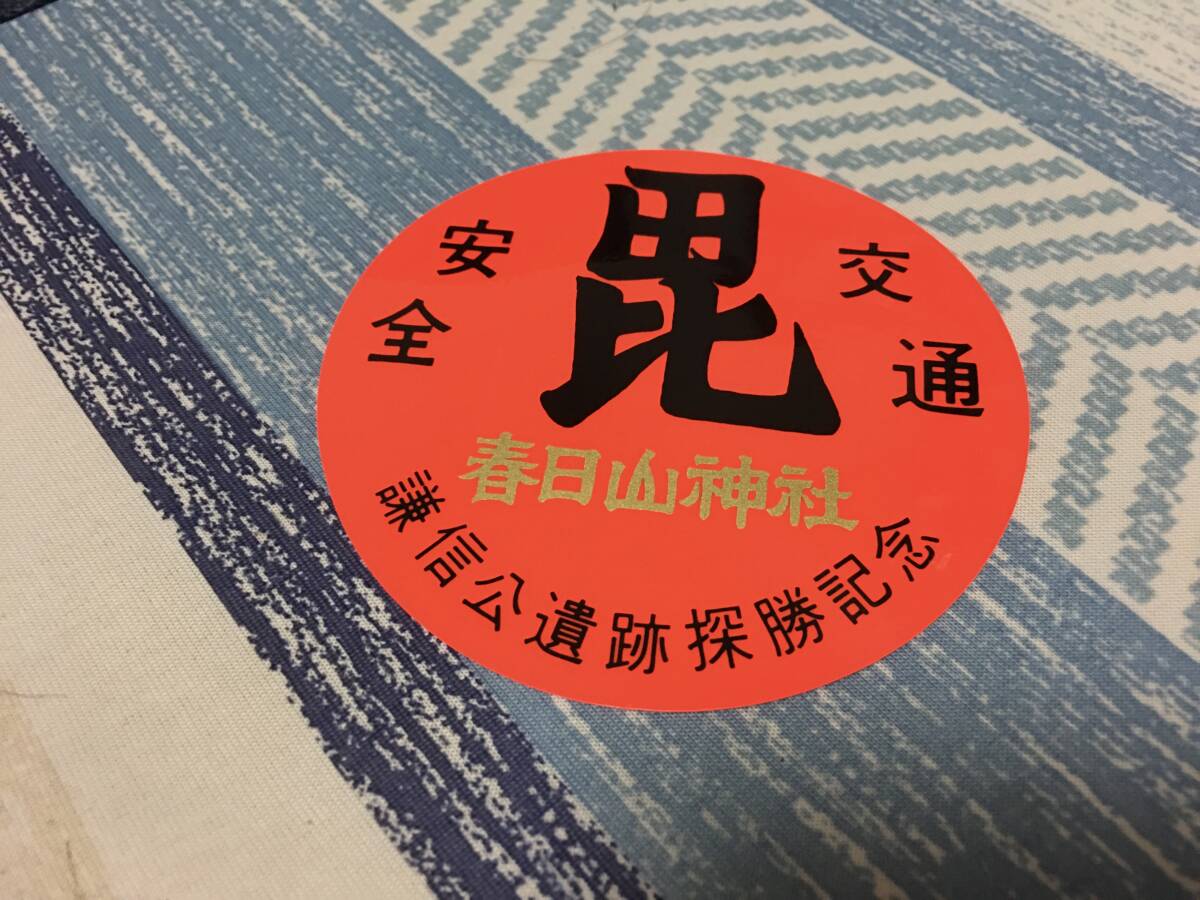 毘
交通
安全
春日山神社
謙信公遺跡探勝記念